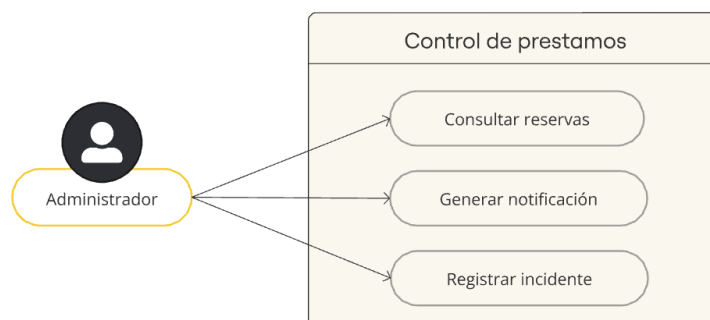 Control de prestamos
Consultar reservas
Administrador
Generar notificación
Registrar incidente